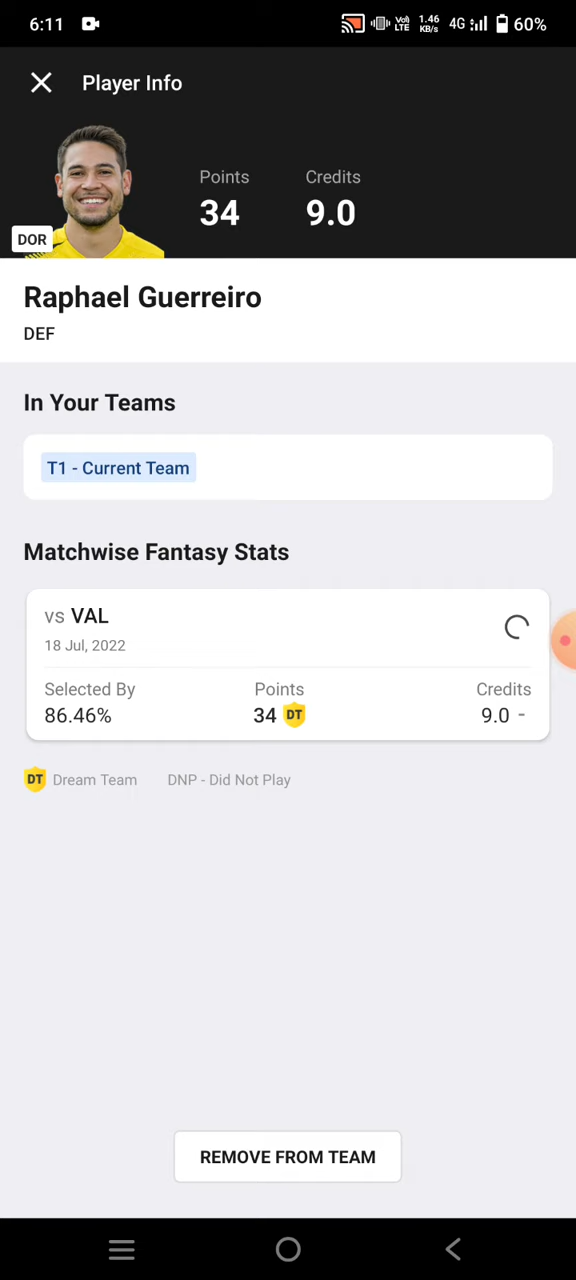 6:11 Vo) LTE 1.46 KB/s 4G 60%
Player Info
Points Credits
34 9.0
DOR
Raphael Guerreiro
DEF
In Your Teams
T1 - Current Team
Matchwise Fantasy Stats
vs VAL
18 Jul, 2022
Selected By Points Credits
86.46% 34 DT 9.0 -
DT Dream Team DNP - Did Not Play
REMOVE FROM TEAM